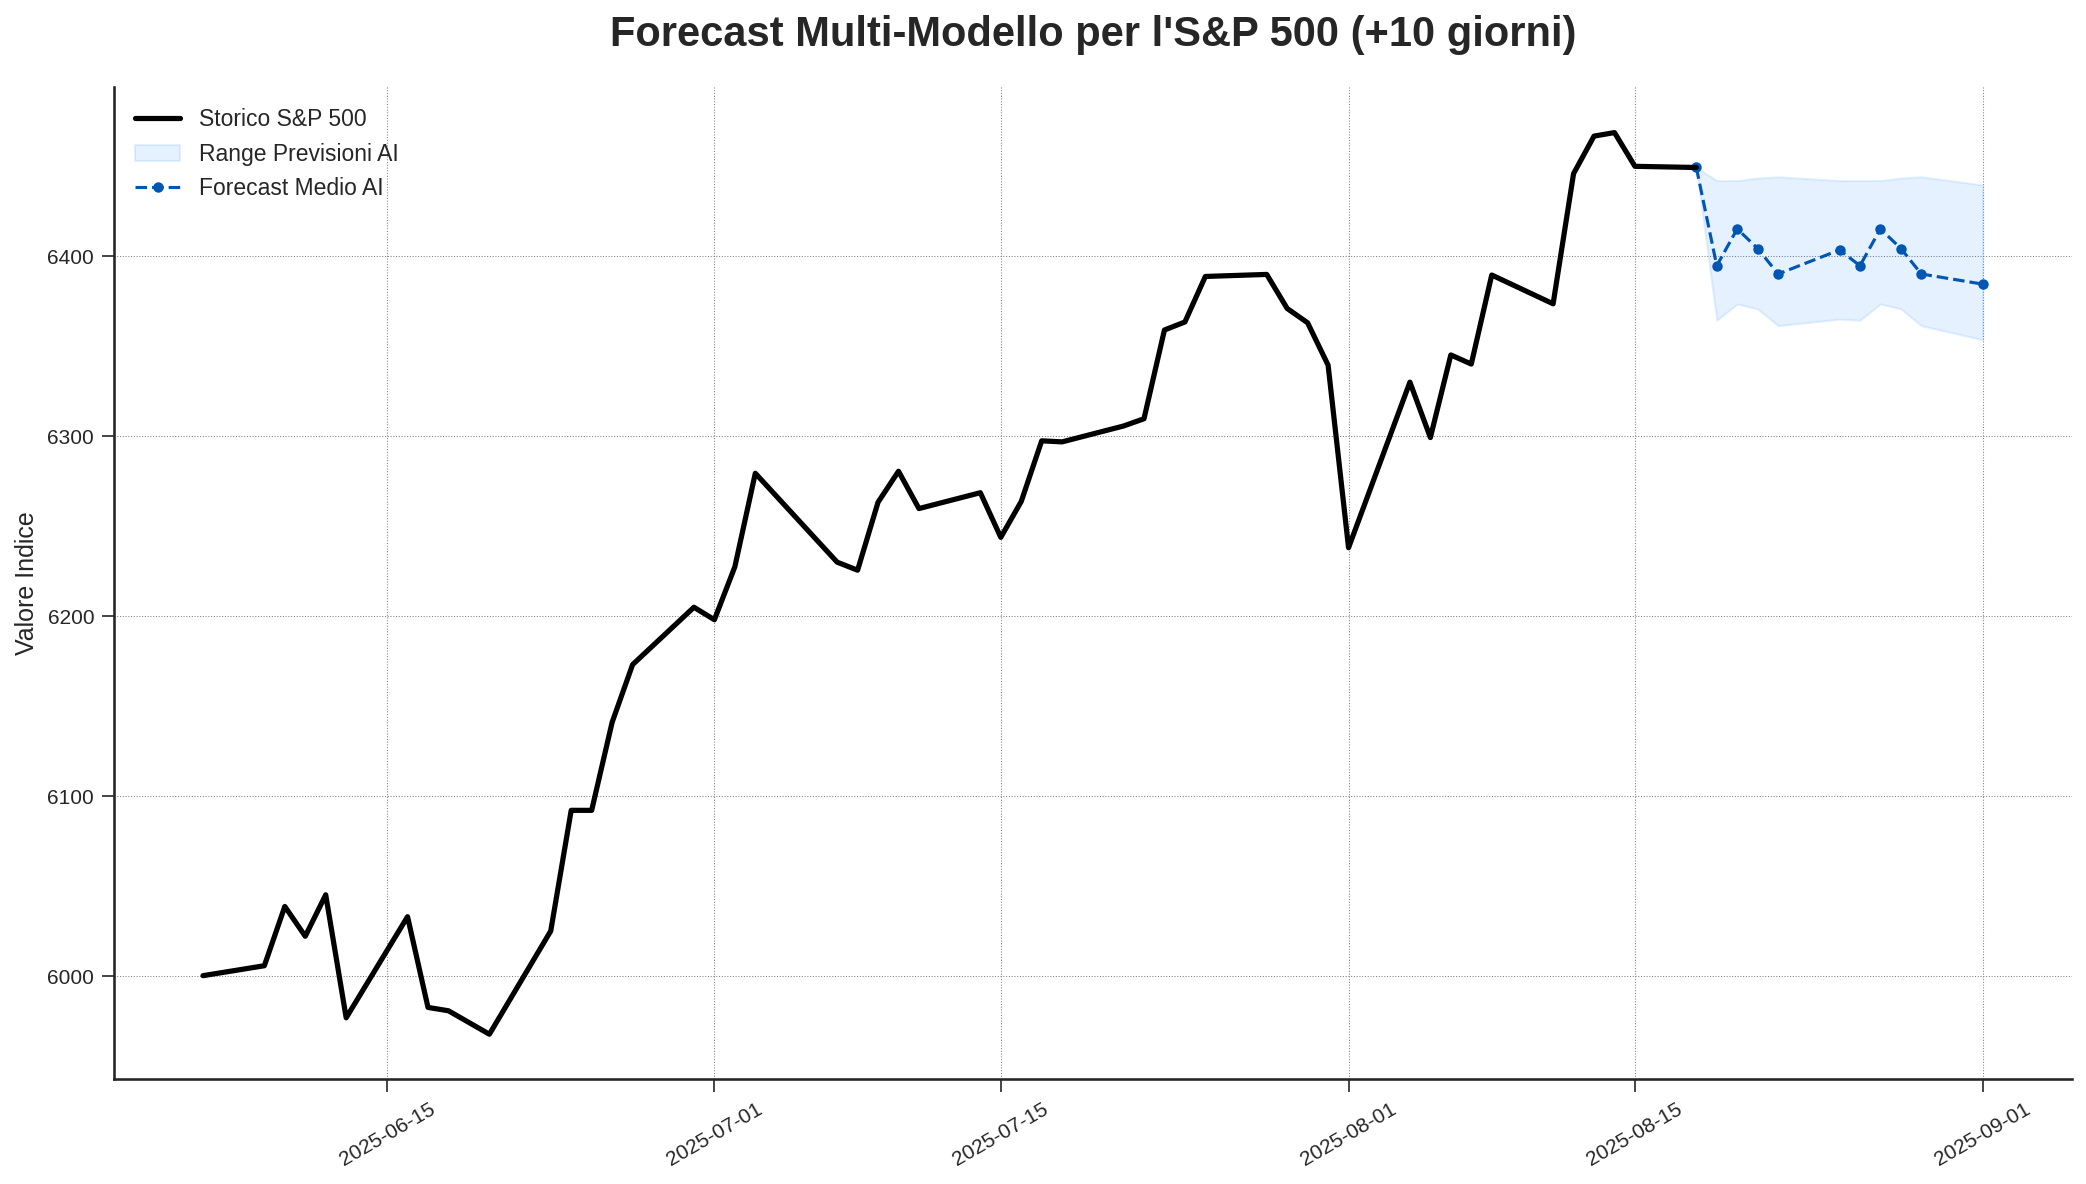 Forecast Multi-Modello per l'S&P 500 (+10 giorni)
Storico S&P 500
Range Previsioni AI
Forecast Medio AI
Valore Indice
6400
6300
6200
6100
6000
2025-06-15
2025-07-01
2025-07-15
2025-08-01
2025-08-15
2025-09-01